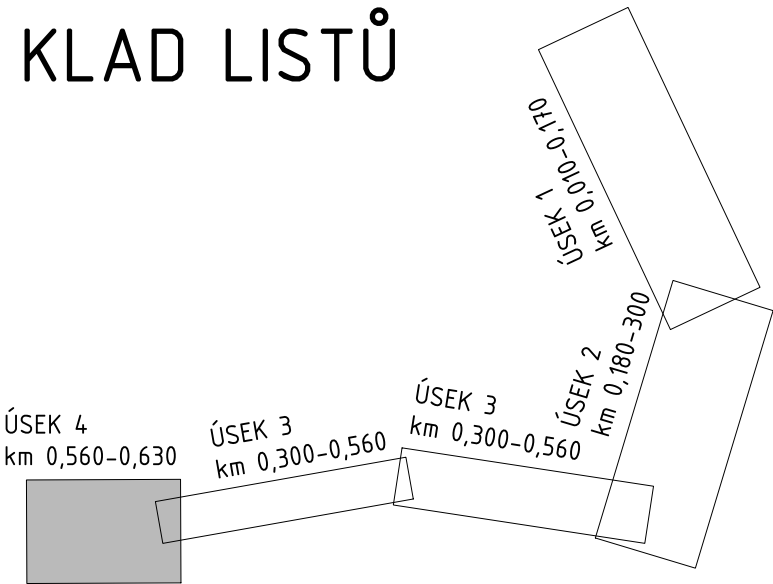 KLAD LISTŮ
ÚSEK 1
km 0,010-0,170
ÚSEK 2
km 0,180-300
ÚSEK 3
km 0,300-0,560
ÚSEK 3
km 0,300-0,560
ÚSEK 4
km 0,560-0,630